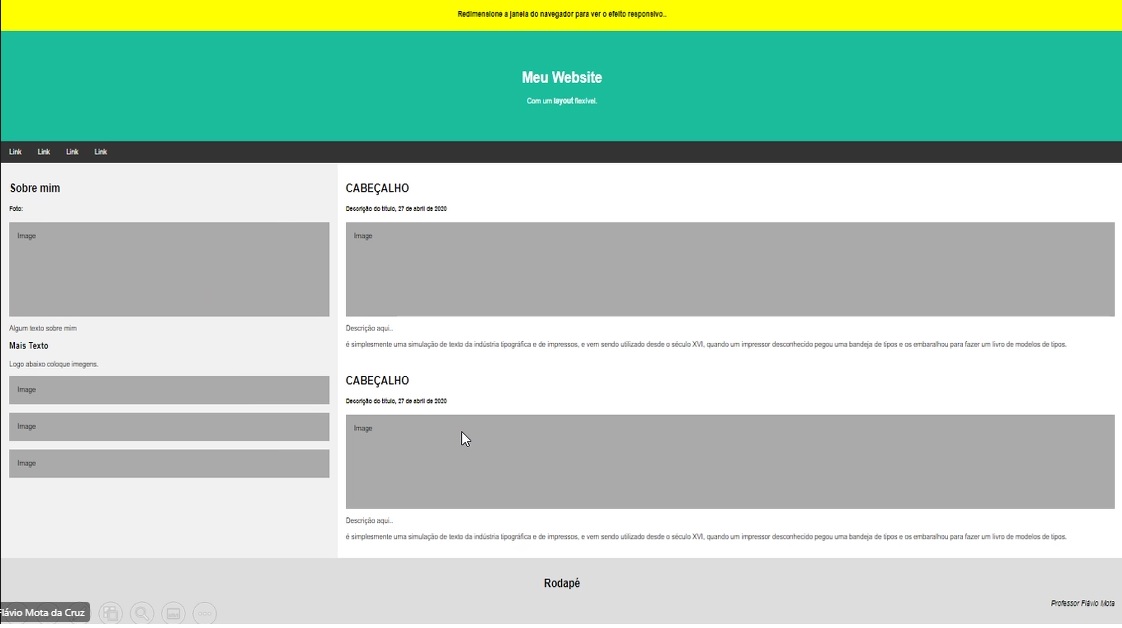 Redimensione a janela do navegador para ver o efeito responsivo..
Meu Website
Com um layout flexível.
Link Link Link Link
Sobre mim
Foto:
Image
Algum texto sobre mim
Mais Texto
Logo abaixo coloque imagens.
Image
Image
Image
CABEÇALHO
Descrição do título, 27 de abril de 2020
Image
Descrição aqui..
é simplesmente uma simulação de texto da indústria tipográfica e de impressos, e vem sendo utilizado desde o século XVI, quando um impressor desconhecido pegou uma bandeja de tipos e os embaralhou para fazer um livro de modelos de tipos.
CABEÇALHO
Descrição do título, 27 de abril de 2020
Image
Descrição aqui..
é simplesmente uma simulação de texto da indústria tipográfica e de impressos, e vem sendo utilizado desde o século XVI, quando um impressor desconhecido pegou uma bandeja de tipos e os embaralhou para fazer um livro de modelos de tipos.
Rodapé
Professor Flávio Mota
Flávio Mota da Cruz